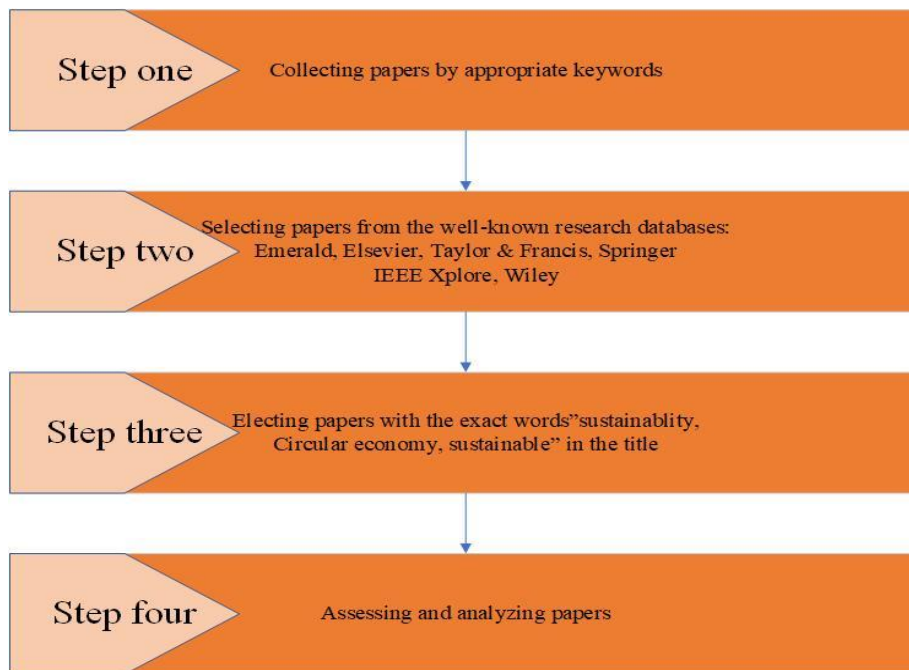 Step one
Collecting papers by appropriate keywords
Step two
Selecting papers from the well-known research databases:
Emerald, Elsevier, Taylor & Francis, Springer
IEEE Xplore, Wiley
Step three
Electing papers with the exact words”sustainablity,
Circular economy, sustainable” in the title
Step four
Assessing and analyzing papers